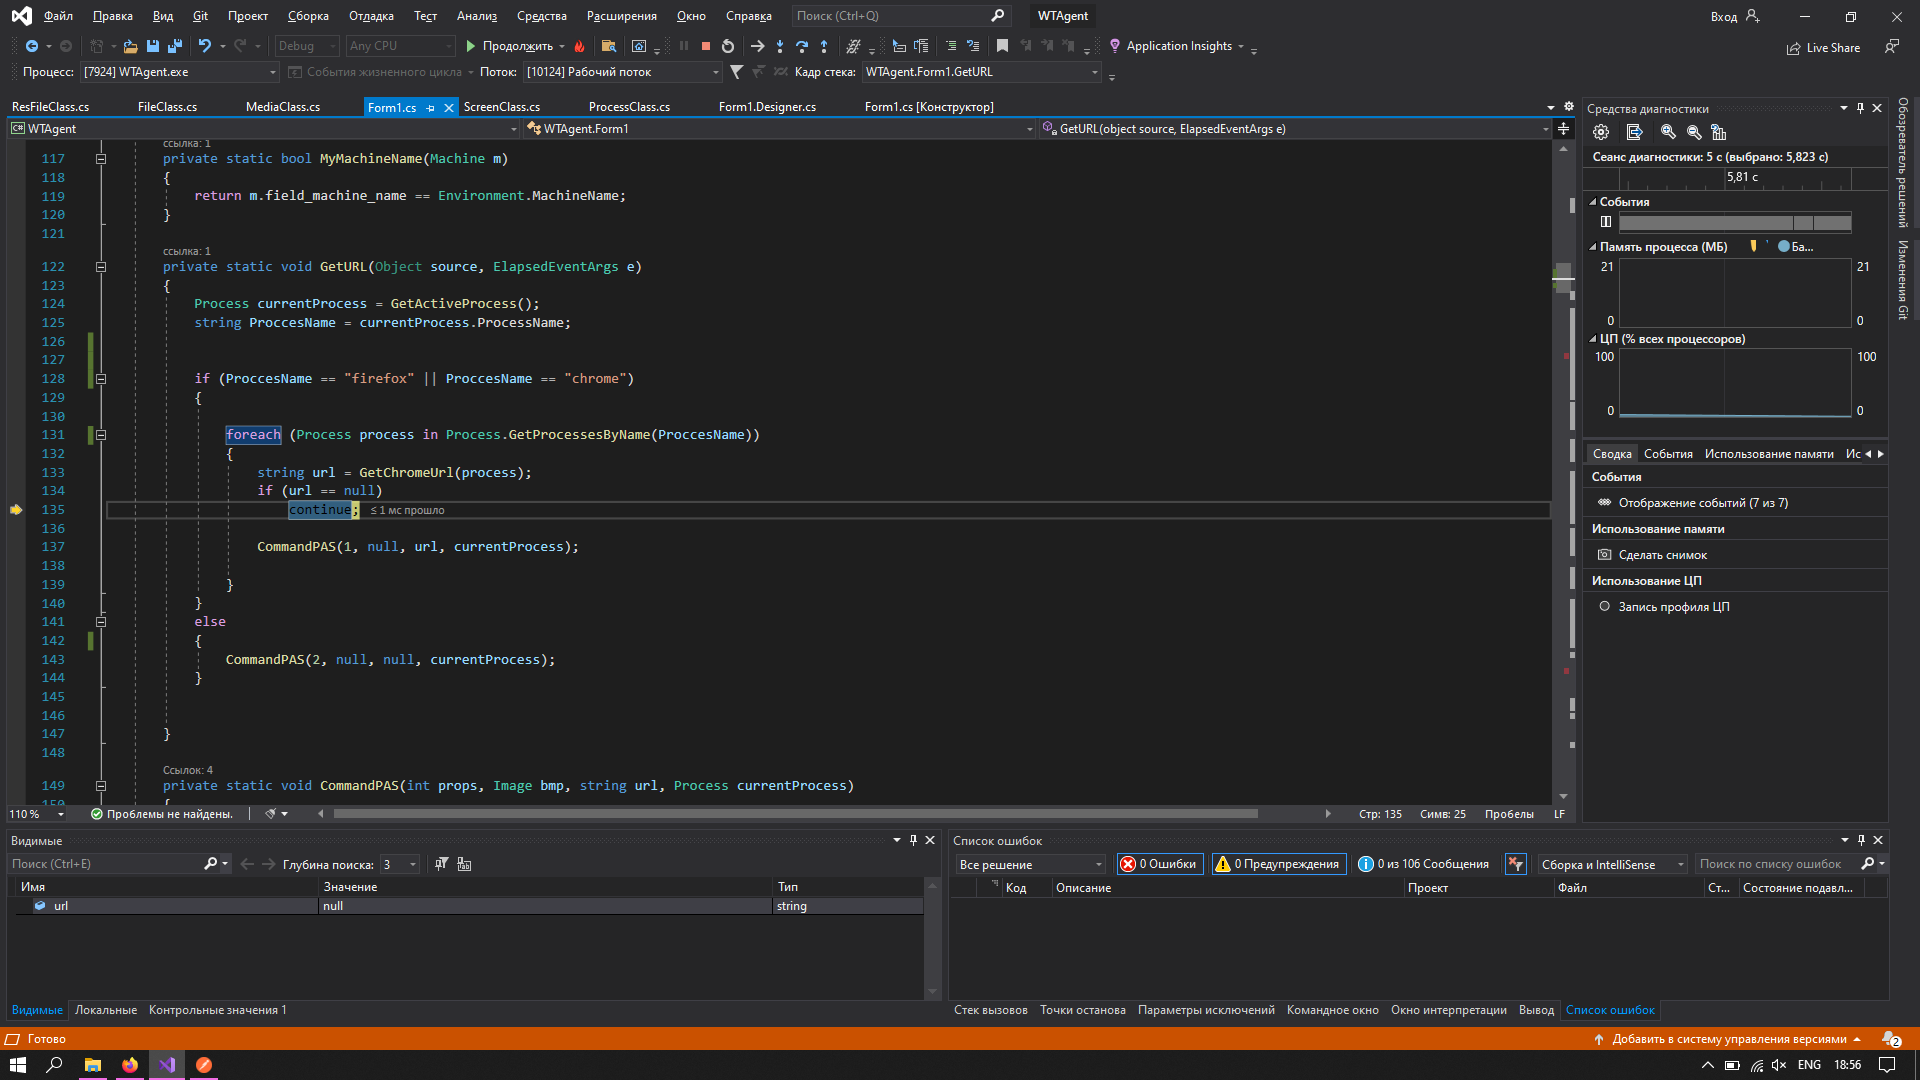 Файл Правка Вид Git Проект Сборка Отладка Тест Анализ Средства Расширения Окно Справка Поиск (Ctrl+Q) WTAgent Вход
Debug Any CPU Продолжить Application Insights Live Share
Процесс: [7924] WTAgent.exe События жизненного цикла Поток: [10124] Рабочий поток Кадр стека: WTAgent.Form1.GetURL
ResFileClass.cs FileClass.cs MediaClass.cs Form1.cs ScreenClass.cs ProcessClass.cs Form1.Designer.cs Form1.cs [Конструктор]
WTAgent WTAgent.Form1 GetURL(object source, ElapsedEventArgs e)
ссылка: 1
117 private static bool MyMachineName(Machine m)
118 {
119 return m.field_machine_name == Environment.MachineName;
120 }
121
ссылка: 1
122 private static void GetURL(Object source, ElapsedEventArgs e)
123 {
124 Process currentProcess = GetActiveProcess();
125 string ProccesName = currentProcess.ProcessName;
126
127
128 if (ProccesName == "firefox" || ProccesName == "chrome")
129 {
130
131 foreach (Process process in Process.GetProcessesByName(ProccesName))
132 {
133 string url = GetChromeUrl(process);
134 if (url == null)
135 continue; ≤ 1 мс прошло
136
137 CommandPAS(1, null, url, currentProcess);
138
139 }
140 }
141 else
142 {
143 CommandPAS(2, null, null, currentProcess);
144 }
145
146
147 }
148
Ссылок: 4
149 private static void CommandPAS(int props, Image bmp, string url, Process currentProcess)
150 {
110 % Проблемы не найдены. Стр: 135 Симв: 25 Пробелы LF
Средства диагностики
Сеанс диагностики: 5 с (выбрано: 5,823 с)
5,81 с
События
Память процесса (МБ) Ба...
21 21
0 0
ЦП (% всех процессоров)
100 100
0 0
Сводка События Использование памяти Ис
События
Отображение событий (7 из 7)
Использование памяти
Сделать снимок
Использование ЦП
Запись профиля ЦП
Обозреватель решений
Изменения Git
Видимые
Поиск (Ctrl+E) Глубина поиска: 3
Имя Значение Тип
url null string
Видимые Локальные Контрольные значения 1
Список ошибок
Все решение 0 Ошибки 0 Предупреждения 0 из 106 Сообщения Сборка и IntelliSense Поиск по списку ошибок
Код Описание Проект Файл Ст... Состояние подавл...
Стек вызовов Точки останова Параметры исключений Командное окно Окно интерпретации Вывод Список ошибок
Готово Добавить в систему управления версиями 2
ENG 18:56